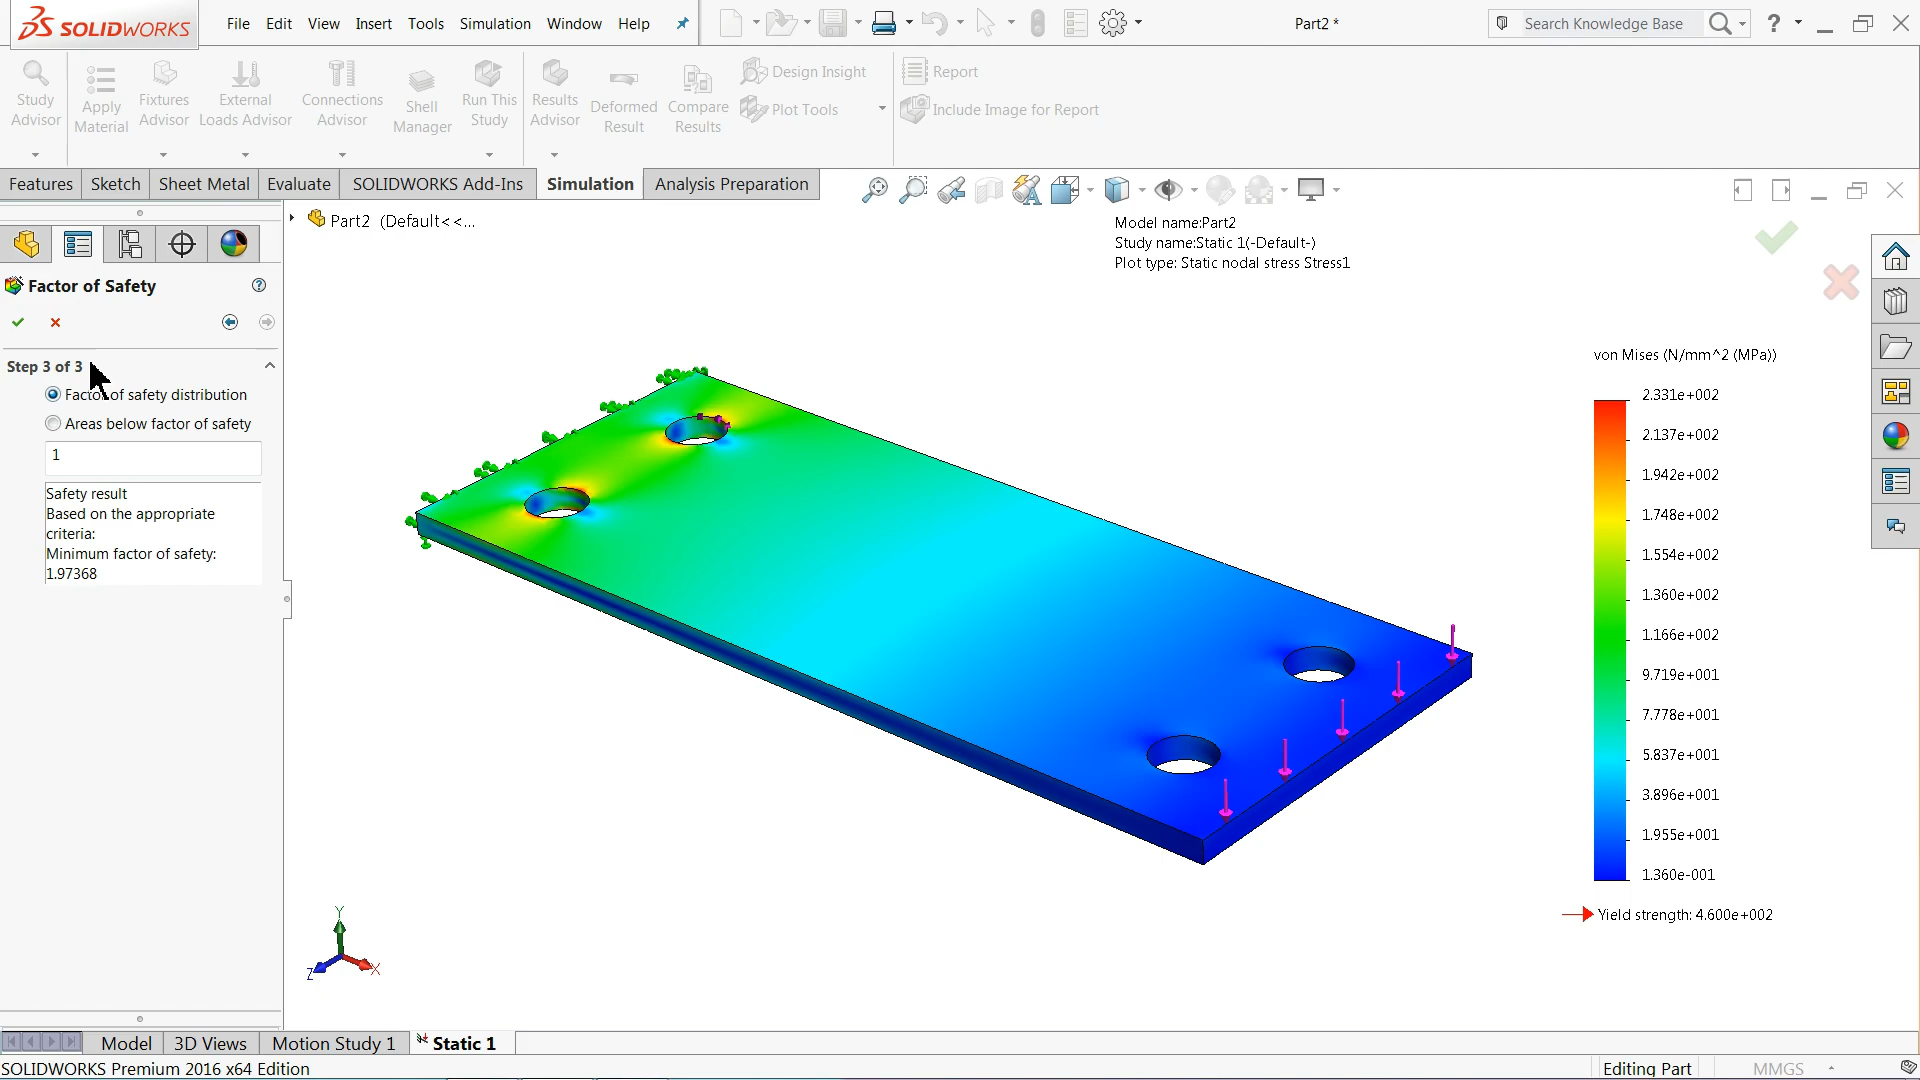 SOLIDWORKS
File Edit View Insert Tools Simulation Window Help
Part2 *
Search Knowledge Base
?
Study Advisor
Apply Material
Fixtures Advisor
External Loads Advisor
Connections Advisor
Shell Manager
Run This Study
Results Advisor
Deformed Result
Compare Results
Design Insight
Plot Tools
Report
Include Image for Report
Features Sketch Sheet Metal Evaluate SOLIDWORKS Add-Ins Simulation Analysis Preparation
Part2 (Default<<...
Model name:Part2
Study name:Static 1(-Default-)
Plot type: Static nodal stress Stress1
Factor of Safety
?
Step 3 of 3
Factor of safety distribution
Areas below factor of safety
1
Safety result
Based on the appropriate
criteria:
Minimum factor of safety:
1.97368
von Mises (N/mm^2 (MPa))
2.331e+002
2.137e+002
1.942e+002
1.748e+002
1.554e+002
1.360e+002
1.166e+002
9.719e+001
7.778e+001
5.837e+001
3.896e+001
1.955e+001
1.360e-001
Yield strength: 4.600e+002
Y
Z
X
Model 3D Views Motion Study 1 Static 1
SOLIDWORKS Premium 2016 x64 Edition
Editing Part
MMGS